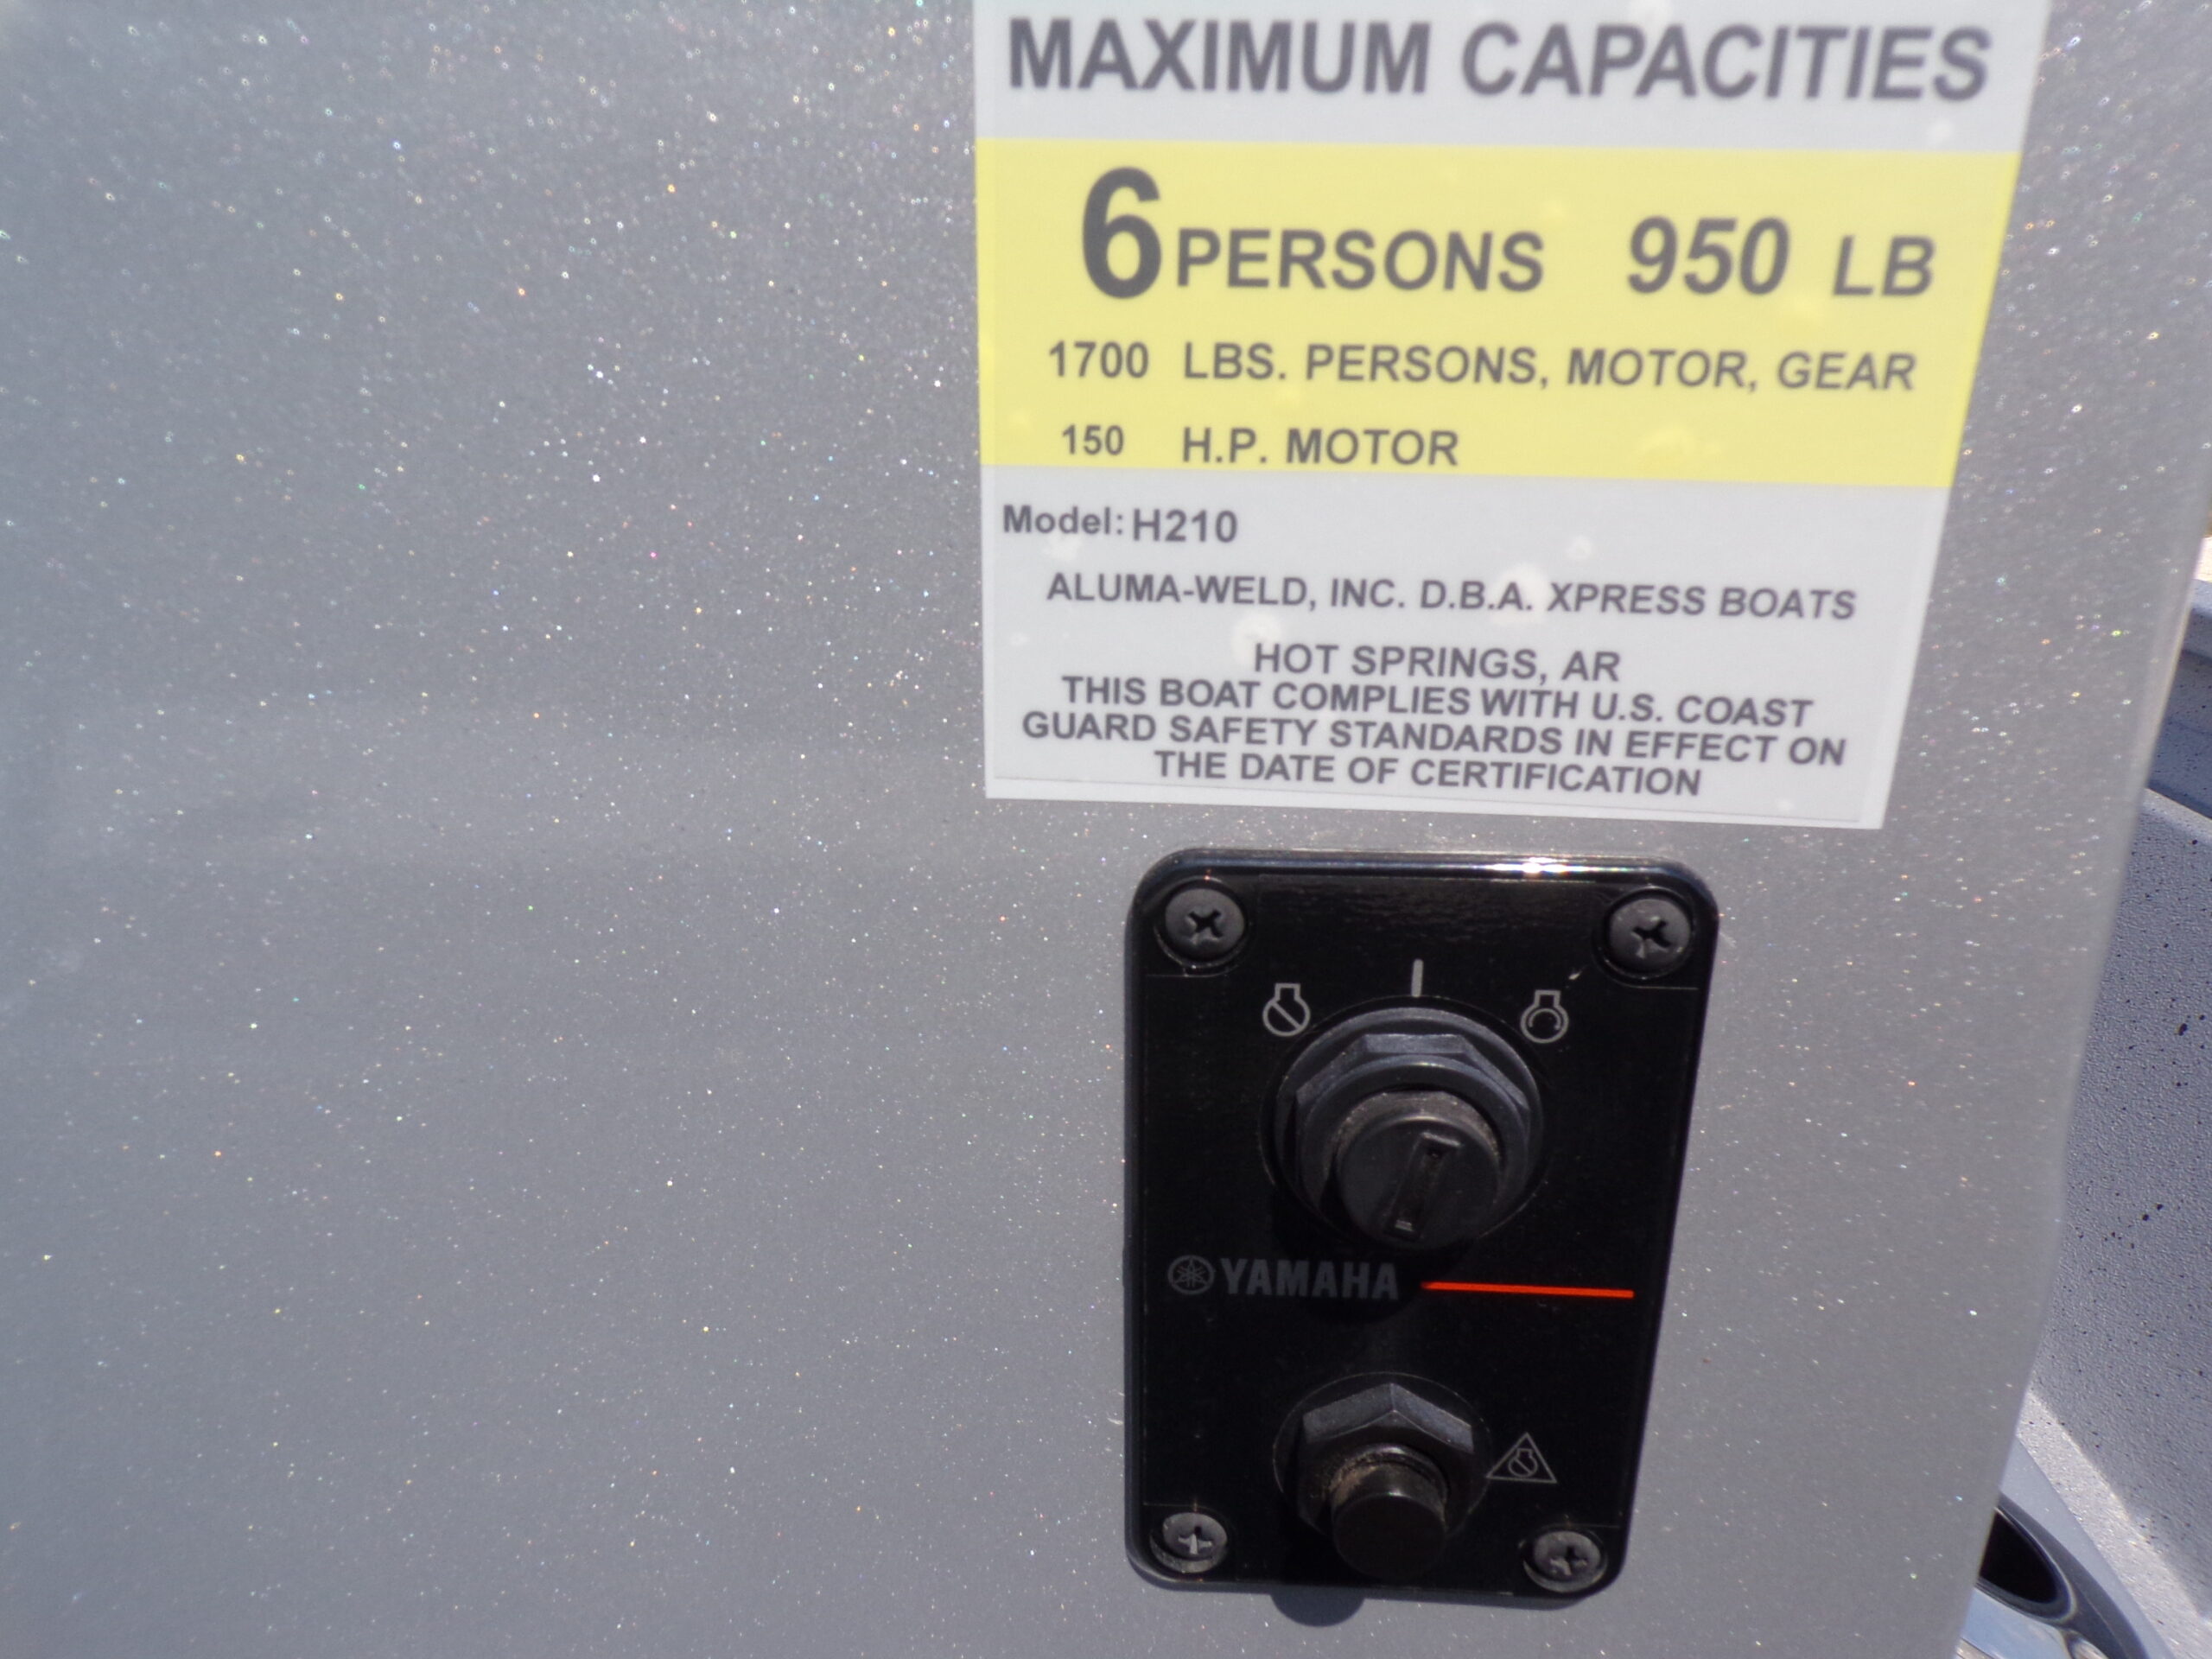 MAXIMUM CAPACITIES
6 PERSONS 950 LB
1700 LBS. PERSONS, MOTOR, GEAR
150 H.P. MOTOR
Model: H210
ALUMA-WELD, INC. D.B.A. XPRESS BOATS
HOT SPRINGS, AR
THIS BOAT COMPLIES WITH U.S. COAST
GUARD SAFETY STANDARDS IN EFFECT ON
THE DATE OF CERTIFICATION
YAMAHA